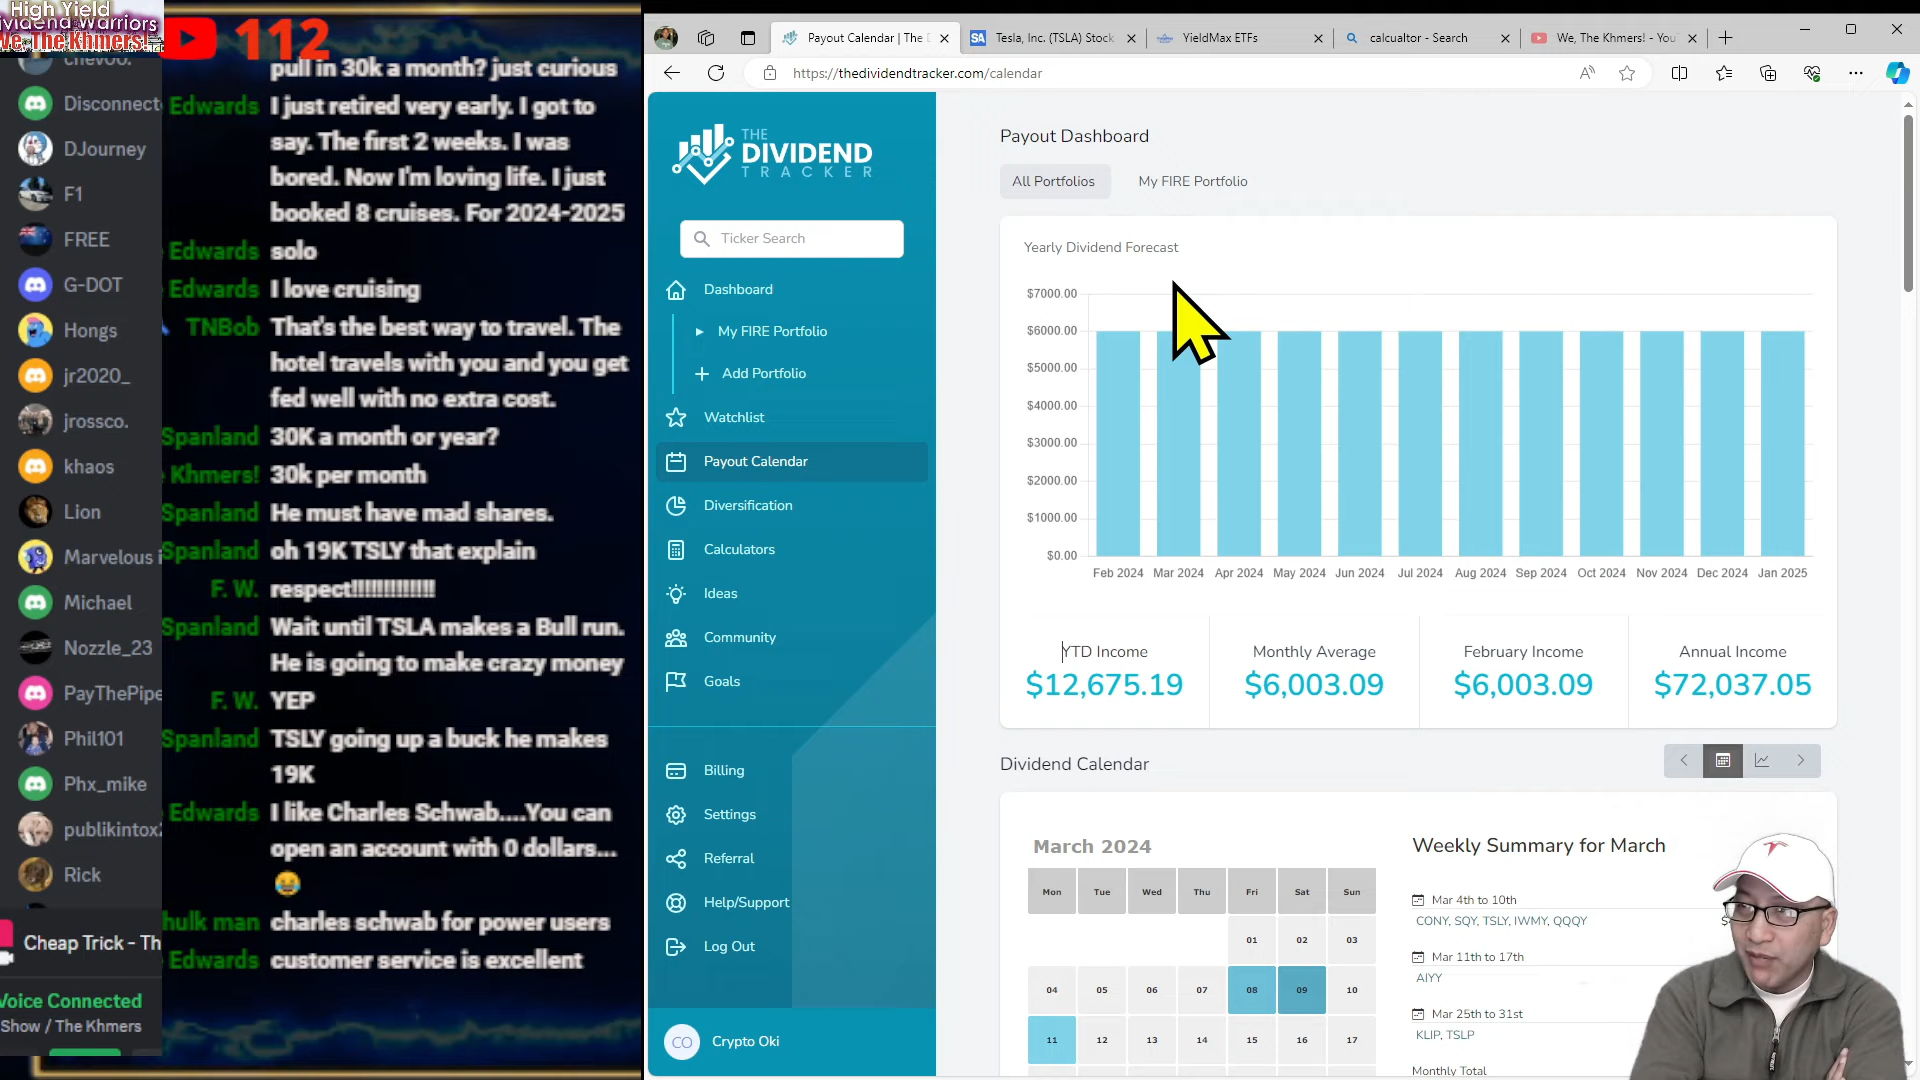 High Yield
Dividend Warriors
We, The Khmers!
112
chev00.
Disconnect
DJourney
F1
FREE
G-DOT
Hongs
jr2020_
jrossco.
khaos
Lion
Marvelous i
Michael
Nozzle_23
PayThePipe
Phil101
Phx_mike
Rick
Cheap Trick - Th
Voice Connected
Show / The Khmers
pull in 30k a month? just curious
Edwards I just retired very early. I got to
say. The first 2 weeks. I was
bored. Now I'm loving life. I just
booked 8 cruises. For 2024-2025
Edwards solo
Edwards I love cruising
TNBob That's the best way to travel. The
hotel travels with you and you get
fed well with no extra cost.
Spanland 30K a month or year?
Khmers! 30k per month
Spanland He must have mad shares.
Spanland oh 19K TSLY that explain
F. W. respect!!!!!!!!!!!!!!
Spanland Wait until TSLA makes a Bull run.
He is going to make crazy money
F. W. YEP
Spanland TSLY going up a buck he makes
19K
Edwards I like Charles Schwab....You can
open an account with 0 dollars...
😂
hulk man charles schwab for power users
Edwards customer service is excellent
Payout Calendar | The D
SA Tesla, Inc. (TSLA) Stock
YieldMax ETFs
calcualtor - Search
We, The Khmers! - You
https://thedividendtracker.com/calendar
THE
DIVIDEND
TRACKER
Ticker Search
Dashboard
My FIRE Portfolio
Add Portfolio
Watchlist
Payout Calendar
Diversification
Calculators
Ideas
Community
Goals
Billing
Settings
Referral
Help/Support
Log Out
CO Crypto Oki
Payout Dashboard
All Portfolios My FIRE Portfolio
Yearly Dividend Forecast
$7000.00
$6000.00
$5000.00
$4000.00
$3000.00
$2000.00
$1000.00
$0.00
Feb 2024 Mar 2024 Apr 2024 May 2024 Jun 2024 Jul 2024 Aug 2024 Sep 2024 Oct 2024 Nov 2024 Dec 2024 Jan 2025
YTD Income Monthly Average February Income Annual Income
$12,675.19 $6,003.09 $6,003.09 $72,037.05
Dividend Calendar
March 2024
Mon Tue Wed Thu Fri Sat Sun
01 02 03
04 05 06 07 08 09 10
11 12 13 14 15 16 17
Weekly Summary for March
Mar 4th to 10th
CONY, SQY, TSLY, IWMY, QQQY
Mar 11th to 17th
AIYY
Mar 25th to 31st
KLIP, TSLP
Monthly Total